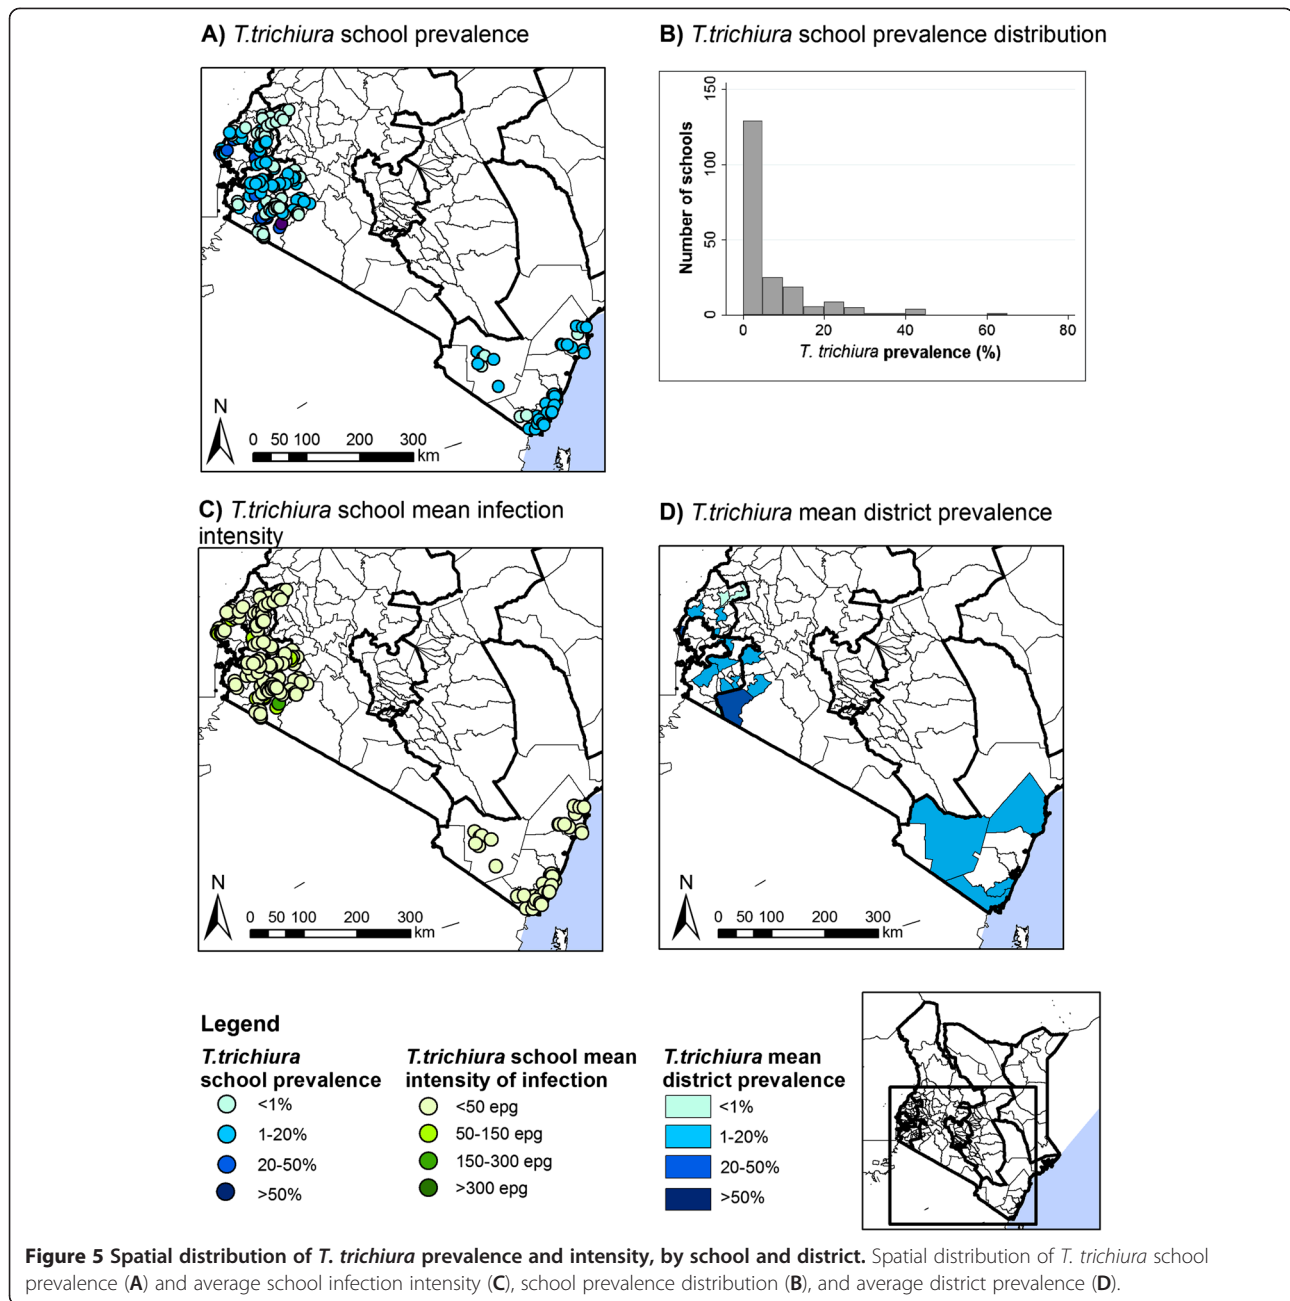 A) T.trichiura school prevalence
N
0 50 100 200 300
km
B) T.trichiura school prevalence distribution
Number of schools
150
100
50
0
0 20 40 60 80
T. trichiura prevalence (%)
C) T.trichiura school mean infection
intensity
N
0 50 100 200 300
km
D) T.trichiura mean district prevalence
N
0 50 100 200 300
km
Legend
T.trichiura
school prevalence
<1%
1-20%
20-50%
>50%
T.trichiura school mean
intensity of infection
<50 epg
50-150 epg
150-300 epg
>300 epg
T.trichiura mean
district prevalence
<1%
1-20%
20-50%
>50%
Figure 5 Spatial distribution of T. trichiura prevalence and intensity, by school and district. Spatial distribution of T. trichiura school
prevalence (A) and average school infection intensity (C), school prevalence distribution (B), and average district prevalence (D).